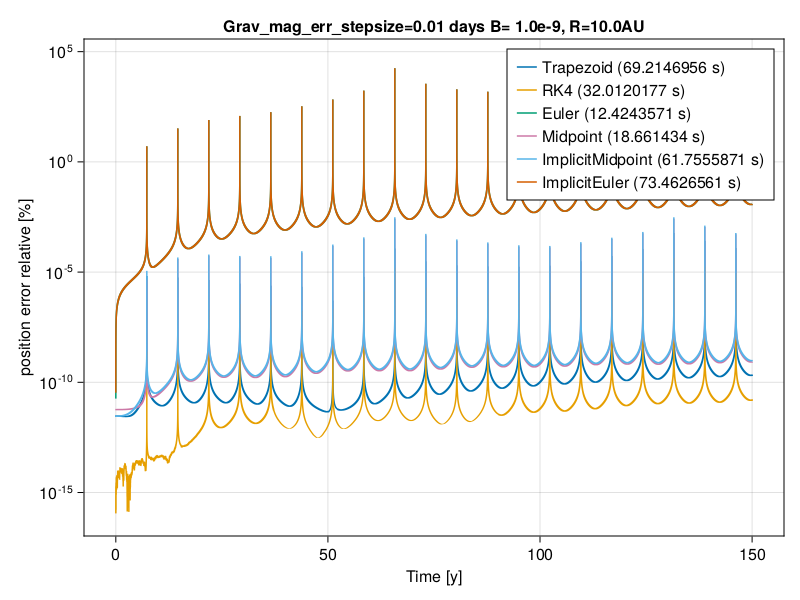 Grav_mag_err_stepsize=0.01 days B= 1.0e-9, R=10.0AU
position error relative [%]
10^5
10^0
10^-5
10^-10
10^-15
Trapezoid (69.2146956 s)
RK4 (32.0120177 s)
Euler (12.4243571 s)
Midpoint (18.661434 s)
ImplicitMidpoint (61.7555871 s)
ImplicitEuler (73.4626561 s)
0 50 100 150
Time [y]